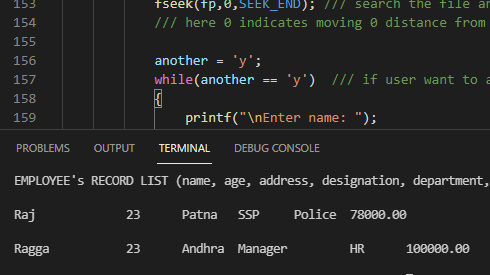 153 fseek(fp,0,SEEK_END); /// search the file an
154 /// here 0 indicates moving 0 distance from
155
156 another = 'y';
157 while(another == 'y') /// if user want to a
158 {
159 printf("\nEnter name: ");
PROBLEMS OUTPUT TERMINAL DEBUG CONSOLE
EMPLOYEE's RECORD LIST (name, age, address, designation, department,
Raj 23 Patna SSP Police 78000.00
Ragga 23 Andhra Manager HR 100000.00